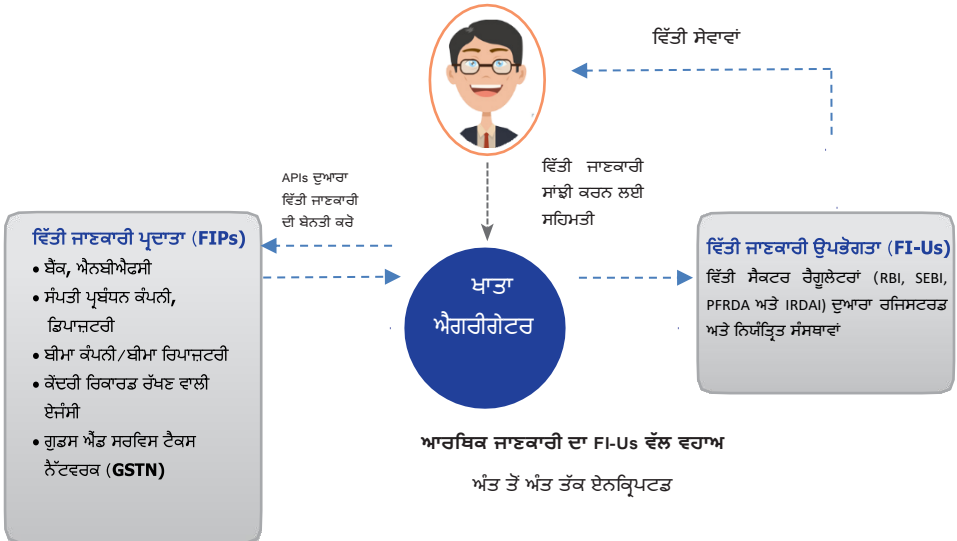 ਵਿੱਤੀ ਸੇਵਾਵਾਂ
ਵਿੱਤੀ ਜਾਣਕਾਰੀ
ਸਾਂਝੀ ਕਰਨ ਲਈ
ਸਹਿਮਤੀ
APIs ਦੁਆਰਾ
ਵਿੱਤੀ ਜਾਣਕਾਰੀ
ਦੀ ਬੇਨਤੀ ਕਰੋ
ਵਿੱਤੀ ਜਾਣਕਾਰੀ ਪ੍ਰਦਾਤਾ (FIPs)
• ਬੈਂਕ, ਐਨਬੀਐਫਸੀ
• ਸੰਪਤੀ ਪ੍ਰਬੰਧਨ ਕੰਪਨੀ,
ਡਿਪਾਜ਼ਟਰੀ
• ਬੀਮਾ ਕੰਪਨੀ/ਬੀਮਾ ਰਿਪਾਜ਼ਟਰੀ
• ਕੇਂਦਰੀ ਰਿਕਾਰਡ ਰੱਖਣ ਵਾਲੀ
ਏਜੰਸੀ
• ਗੁਡਸ ਐਂਡ ਸਰਵਿਸ ਟੈਕਸ
ਨੈੱਟਵਰਕ (GSTN)
ਖਾਤਾ
ਐਗਰੀਗੇਟਰ
ਵਿੱਤੀ ਜਾਣਕਾਰੀ ਉਪਭੋਗਤਾ (FI-Us)
ਵਿੱਤੀ ਸੈਕਟਰ ਰੈਗੂਲੇਟਰਾਂ (RBI, SEBI,
PFRDA ਅਤੇ IRDAI) ਦੁਆਰਾ ਰਜਿਸਟਰਡ
ਅਤੇ ਨਿਯੰਤ੍ਰਿਤ ਸੰਸਥਾਵਾਂ
ਆਰਥਿਕ ਜਾਣਕਾਰੀ ਦਾ FI-Us ਵੱਲ ਵਹਾਅ
ਅੰਤ ਤੋਂ ਅੰਤ ਤੱਕ ਏਨਕ੍ਰਿਪਟਡ